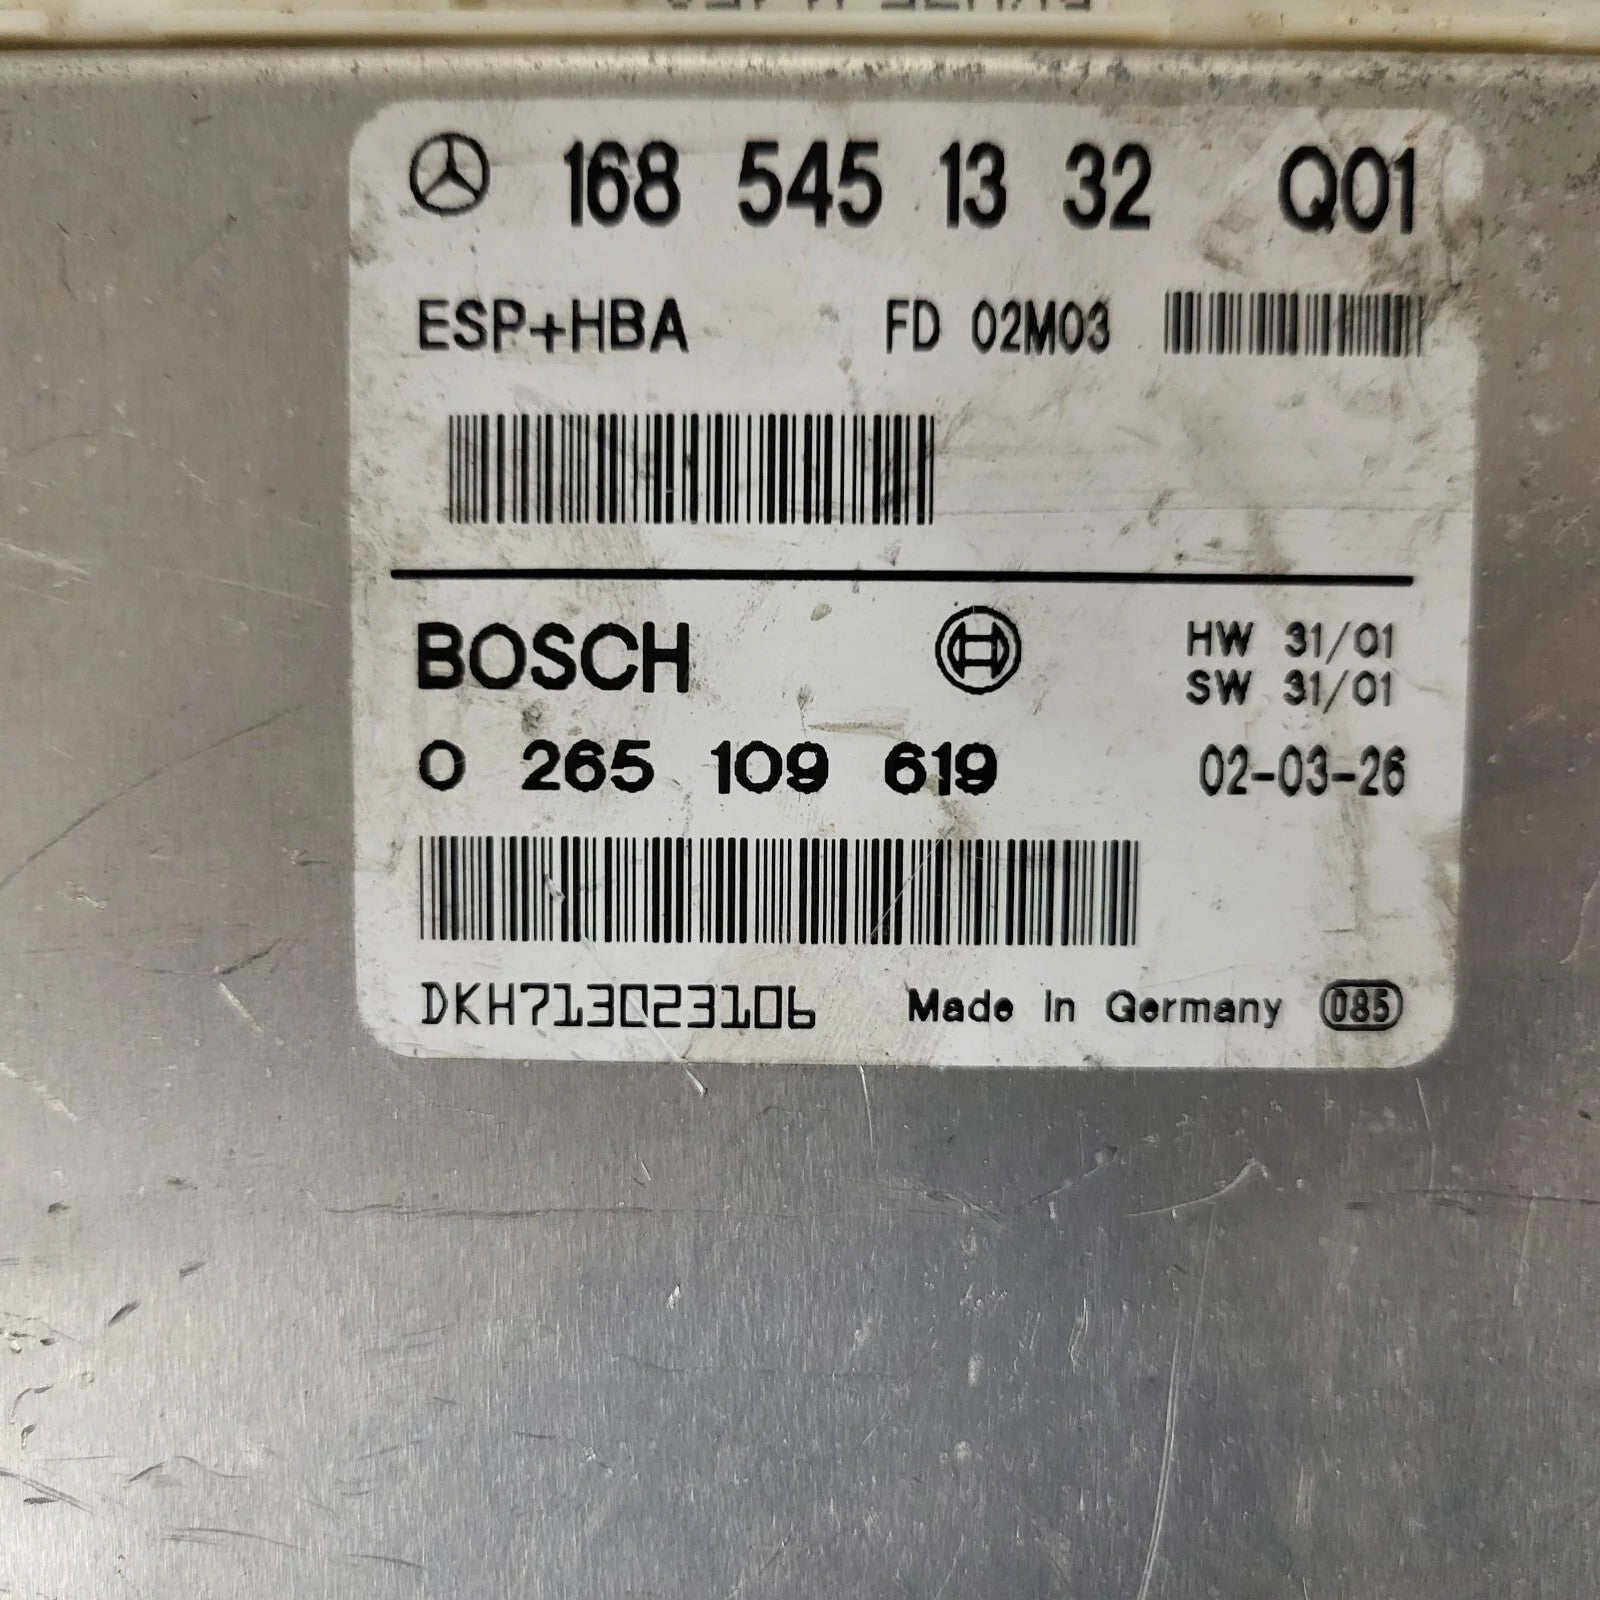 168 545 13 32 Q01
ESP+HBA FD 02M03
BOSCH HW 31/01
SW 31/01
0 265 109 619 02-03-26
DKH713023106 Made in Germany 085